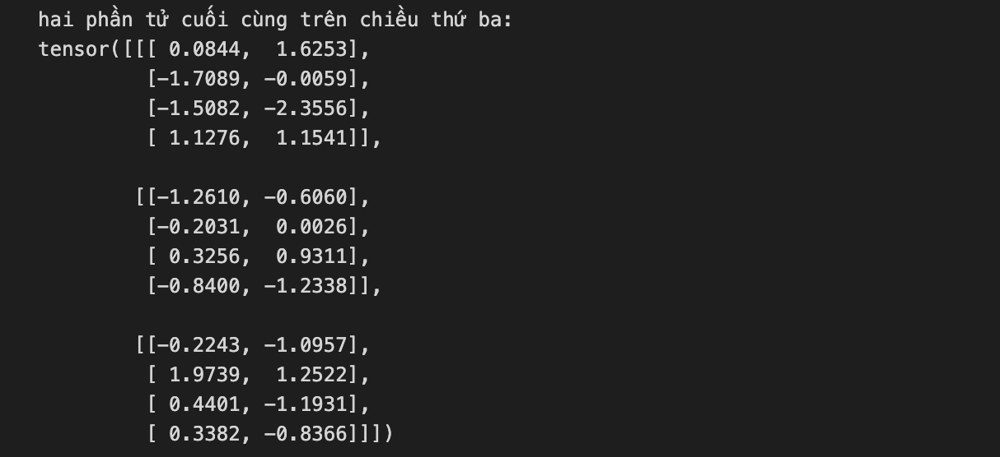 hai phần tử cuối cùng trên chiều thứ ba:
tensor([[[ 0.0844,  1.6253],
         [-1.7089, -0.0059],
         [-1.5082, -2.3556],
         [ 1.1276,  1.1541]],

        [[-1.2610, -0.6060],
         [-0.2031,  0.0026],
         [ 0.3256,  0.9311],
         [-0.8400, -1.2338]],

        [[-0.2243, -1.0957],
         [ 1.9739,  1.2522],
         [ 0.4401, -1.1931],
         [ 0.3382, -0.8366]]])